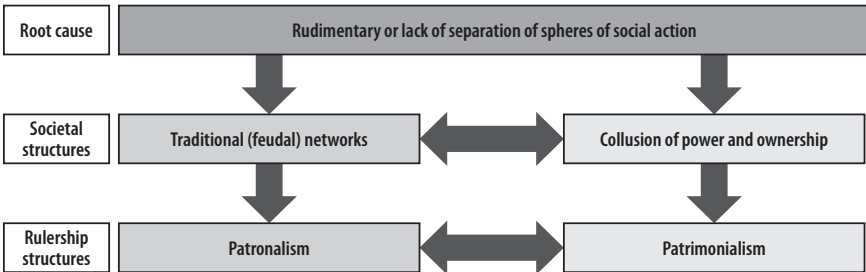 Root cause
Rudimentary or lack of separation of spheres of social action
Societal
structures
Traditional (feudal) networks
Collusion of power and ownership
Rulership
structures
Patronalism
Patrimonialism